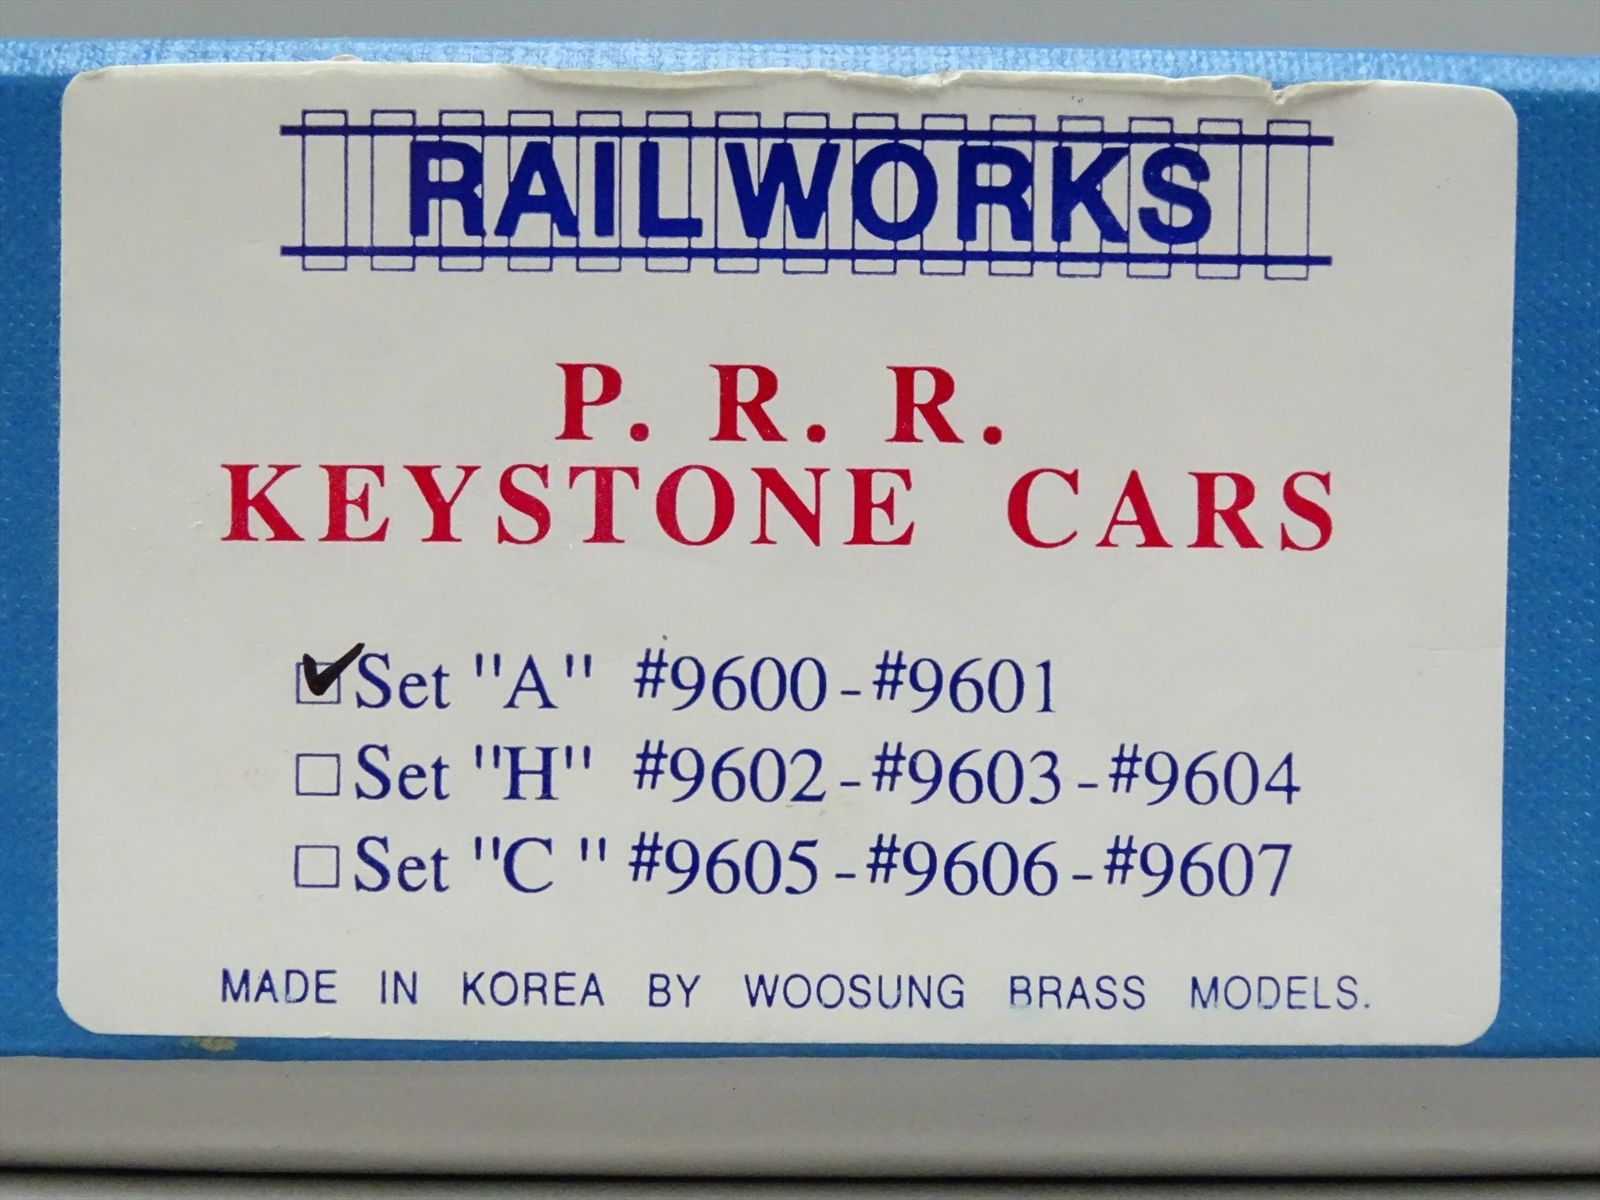 RAILWORKS
P. R. R.
KEYSTONE CARS
Set "A" #9600-#9601
Set "H" #9602-#9603-#9604
Set "C " #9605-#9606-#9607
MADE IN KOREA BY WOOSUNG BRASS MODELS.